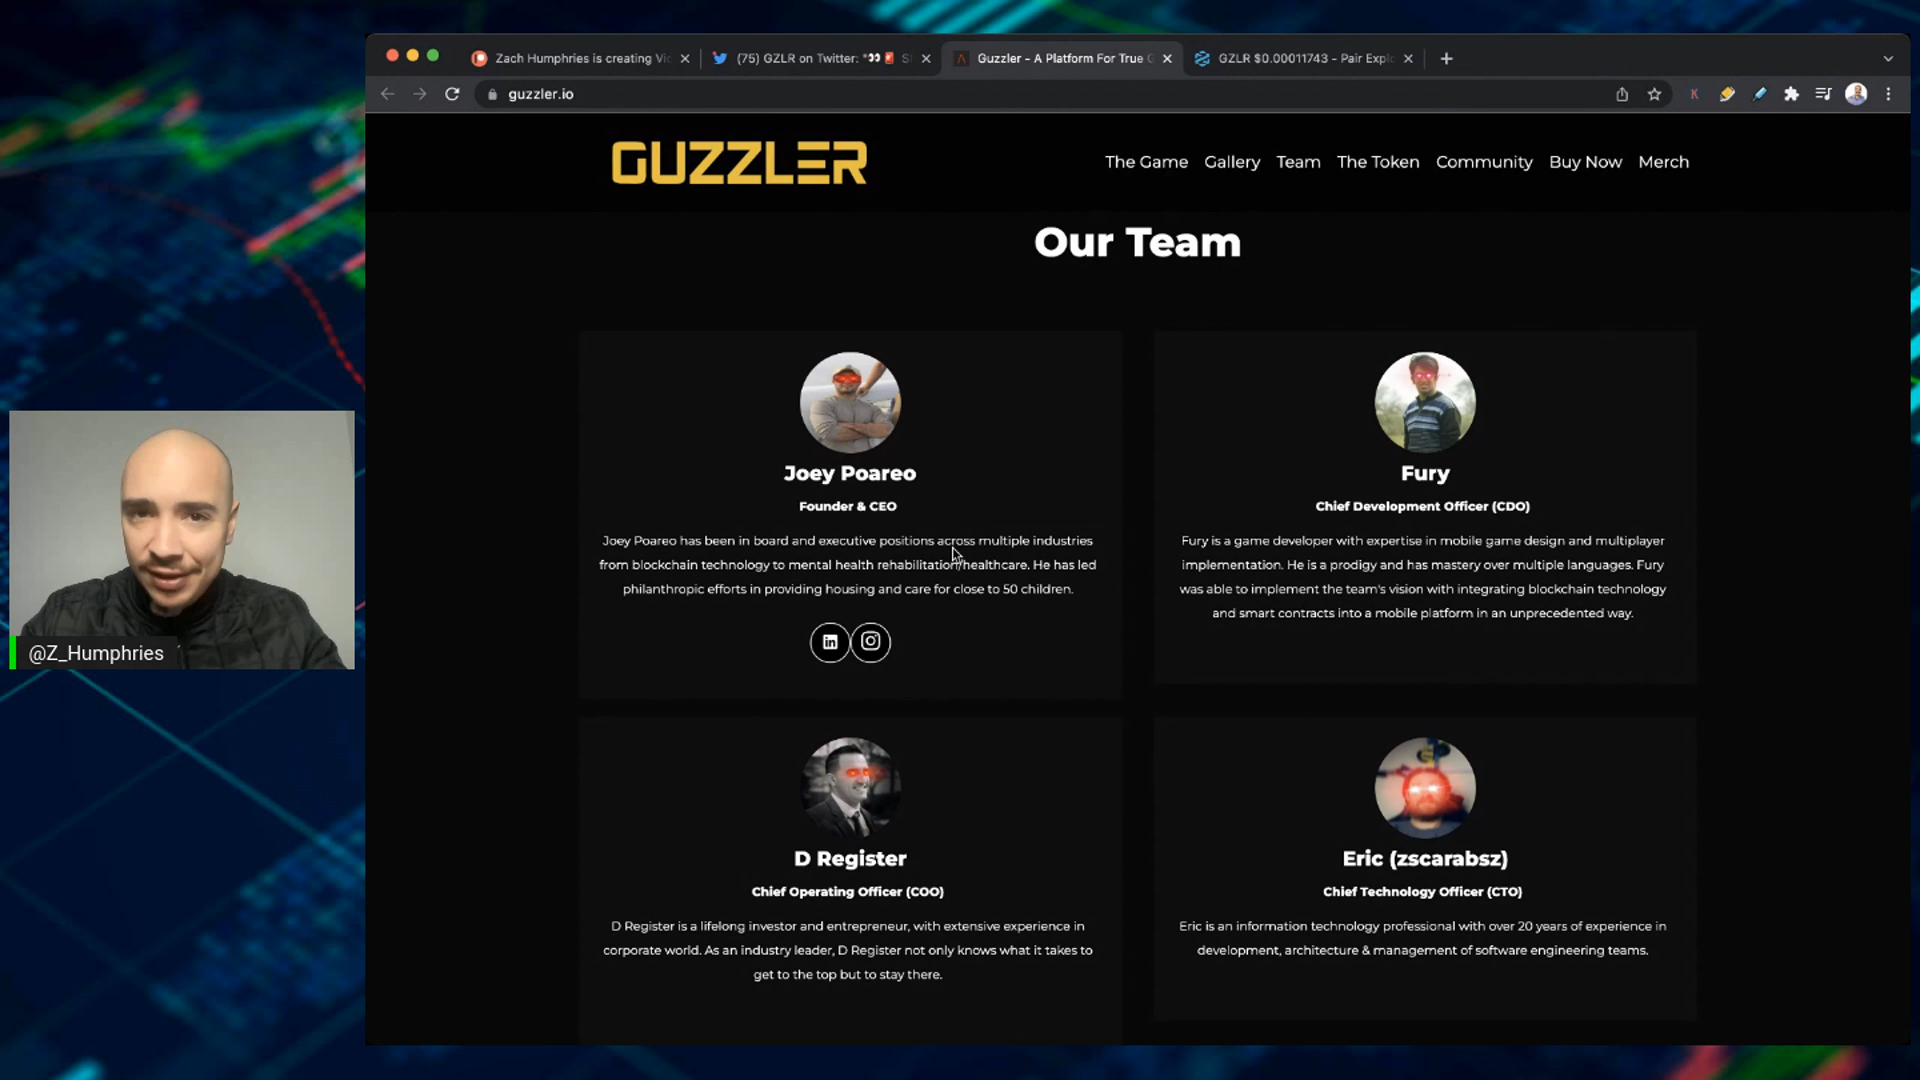 Zach Humphries is creating Vic
(75) GZLR on Twitter: "👀🧧 S
Guzzler - A Platform For True G
GZLR $0.00011743 - Pair Explo
guzzler.io
GUZZLER
The Game
Gallery
Team
The Token
Community
Buy Now
Merch
Our Team
Joey Poareo
Founder & CEO
Joey Poareo has been in board and executive positions across multiple industries
from blockchain technology to mental health rehabilitation/healthcare. He has led
philanthropic efforts in providing housing and care for close to 50 children.
Fury
Chief Development Officer (CDO)
Fury is a game developer with expertise in mobile game design and multiplayer
implementation. He is a prodigy and has mastery over multiple languages. Fury
was able to implement the team's vision with integrating blockchain technology
and smart contracts into a mobile platform in an unprecedented way.
@Z_Humphries
D Register
Chief Operating Officer (COO)
D Register is a lifelong investor and entrepreneur, with extensive experience in
corporate world. As an industry leader, D Register not only knows what it takes to
get to the top but to stay there.
Eric (zscarabsz)
Chief Technology Officer (CTO)
Eric is an information technology professional with over 20 years of experience in
development, architecture & management of software engineering teams.